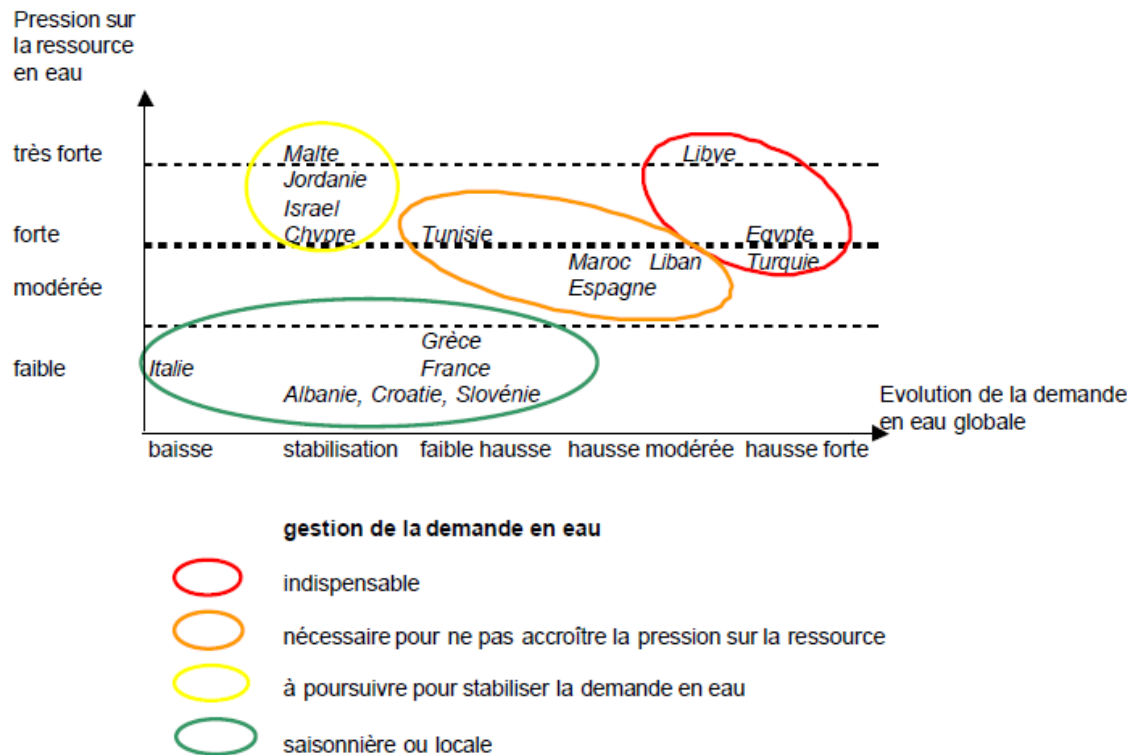 Pression sur
la ressource
en eau
très forte
Malte
Libye
Jordanie
Israel
forte
Chypre
Tunisie
Egypte
Maroc Liban
Turquie
modérée
Espagne
Grèce
faible
Italie
France
Albanie, Croatie, Slovénie
Evolution de la demande
en eau globale
baisse
stabilisation
faible hausse
hausse modérée
hausse forte
gestion de la demande en eau
indispensable
nécessaire pour ne pas accroître la pression sur la ressource
à poursuivre pour stabiliser la demande en eau
saisonnière ou locale